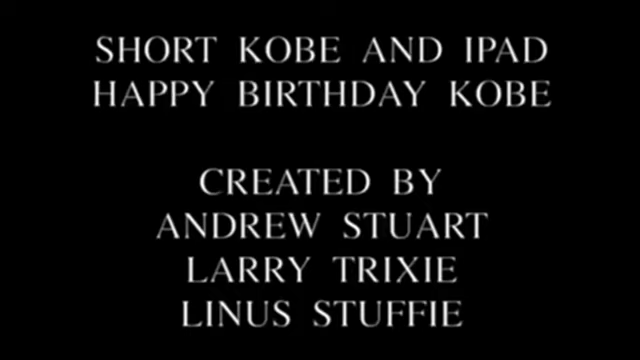 SHORT KOBE AND IPAD
HAPPY BIRTHDAY KOBE
CREATED BY
ANDREW STUART
LARRY TRIXIE
LINUS STUFFIE